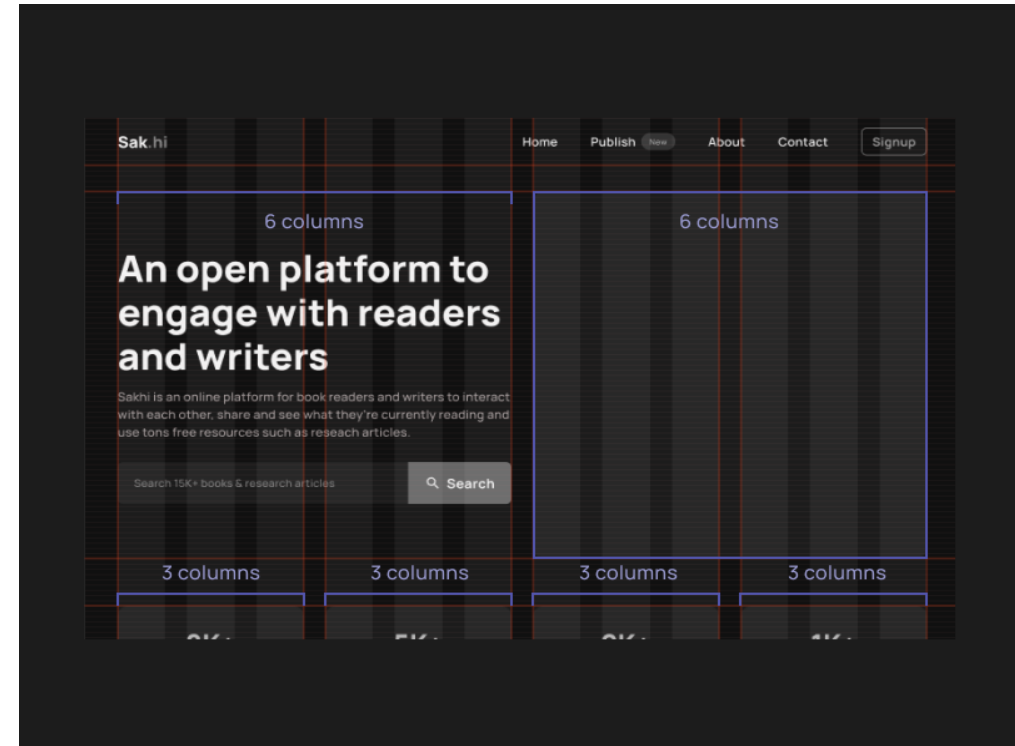 Sak.hi
Home Publish New About Contact Signup
6 columns
6 columns
An open platform to
engage with readers
and writers
Sakhi is an online platform for book readers and writers to interact
with each other, share and see what they're currently reading and
use tons free resources such as reseach articles.
Search 15K+ books & research articles
Search
3 columns
3 columns
3 columns
3 columns
5K+
1K+